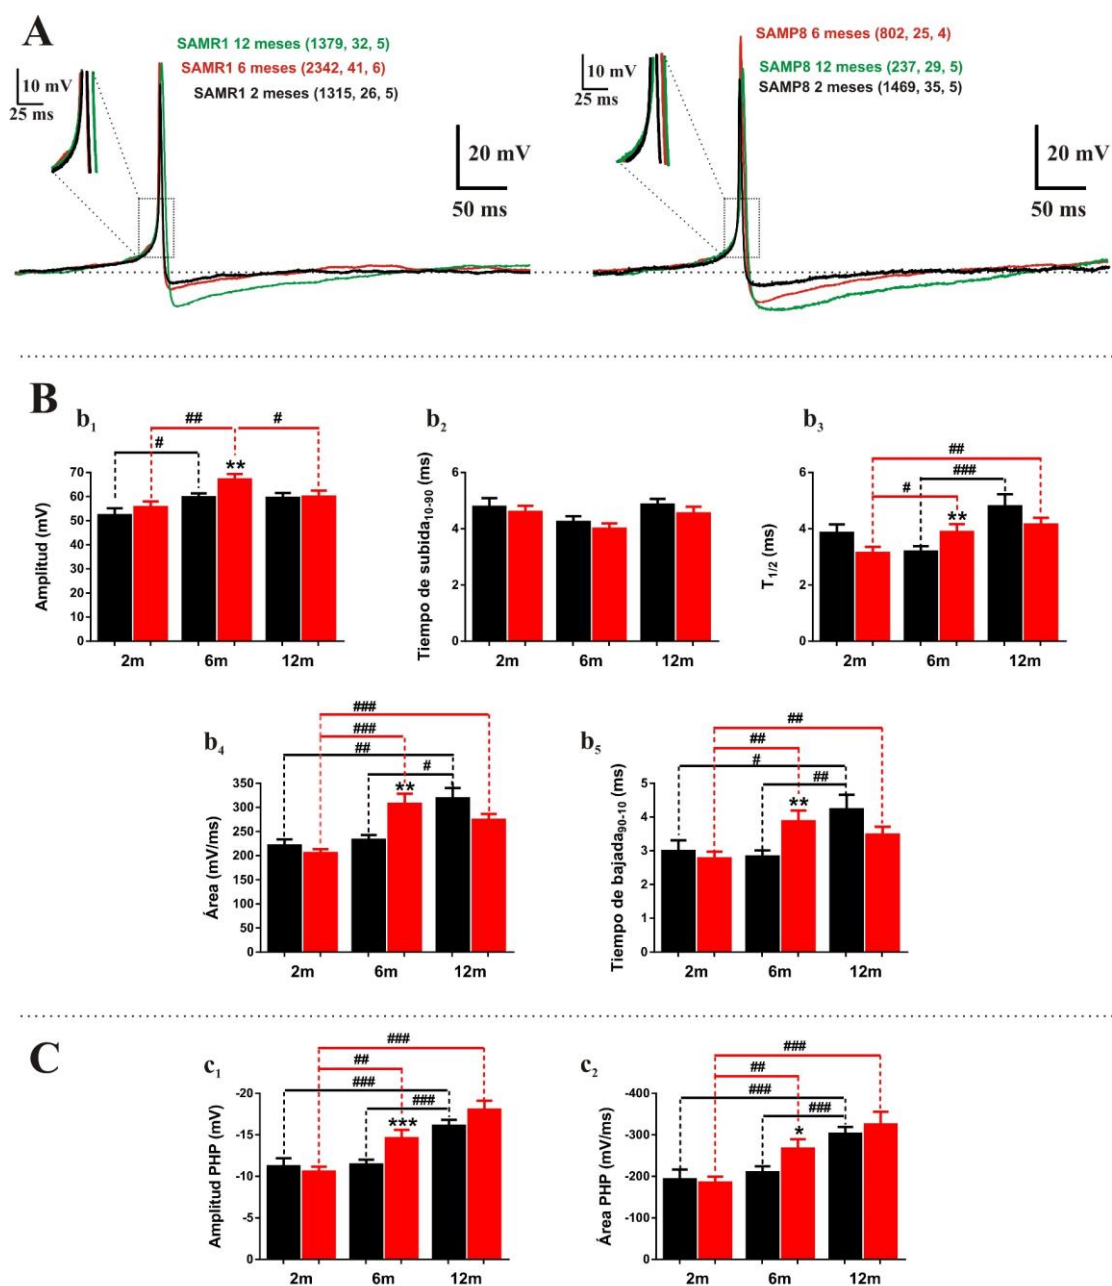 A
SAMR1 12 meses (1379, 32, 5)
SAMR1 6 meses (2342, 41, 6)
SAMR1 2 meses (1315, 26, 5)
10 mV
25 ms
20 mV
50 ms
SAMP8 6 meses (802, 25, 4)
SAMP8 12 meses (237, 29, 5)
SAMP8 2 meses (1469, 35, 5)
10 mV
25 ms
20 mV
50 ms
B
b1
## #
#
**
70
60
50
40
30
20
10
0
Amplitud (mV)
2m 6m 12m
b2
6
4
2
0
Tiempo de subida10-90 (ms)
2m 6m 12m
b3
##
###
#
**
6
4
2
0
T1/2 (ms)
2m 6m 12m
b4
###
###
##
#
**
350
300
250
200
150
100
50
0
Área (mV/ms)
2m 6m 12m
b5
##
##
#
##
**
5
4
3
2
1
0
Tiempo de bajada90-10 (ms)
2m 6m 12m
C
c1
###
##
###
###
***
-20
-15
-10
-5
0
Amplitud PHP (mV)
2m 6m 12m
c2
###
##
###
###
*
-400
-300
-200
-100
0
Área PHP (mV/ms)
2m 6m 12m